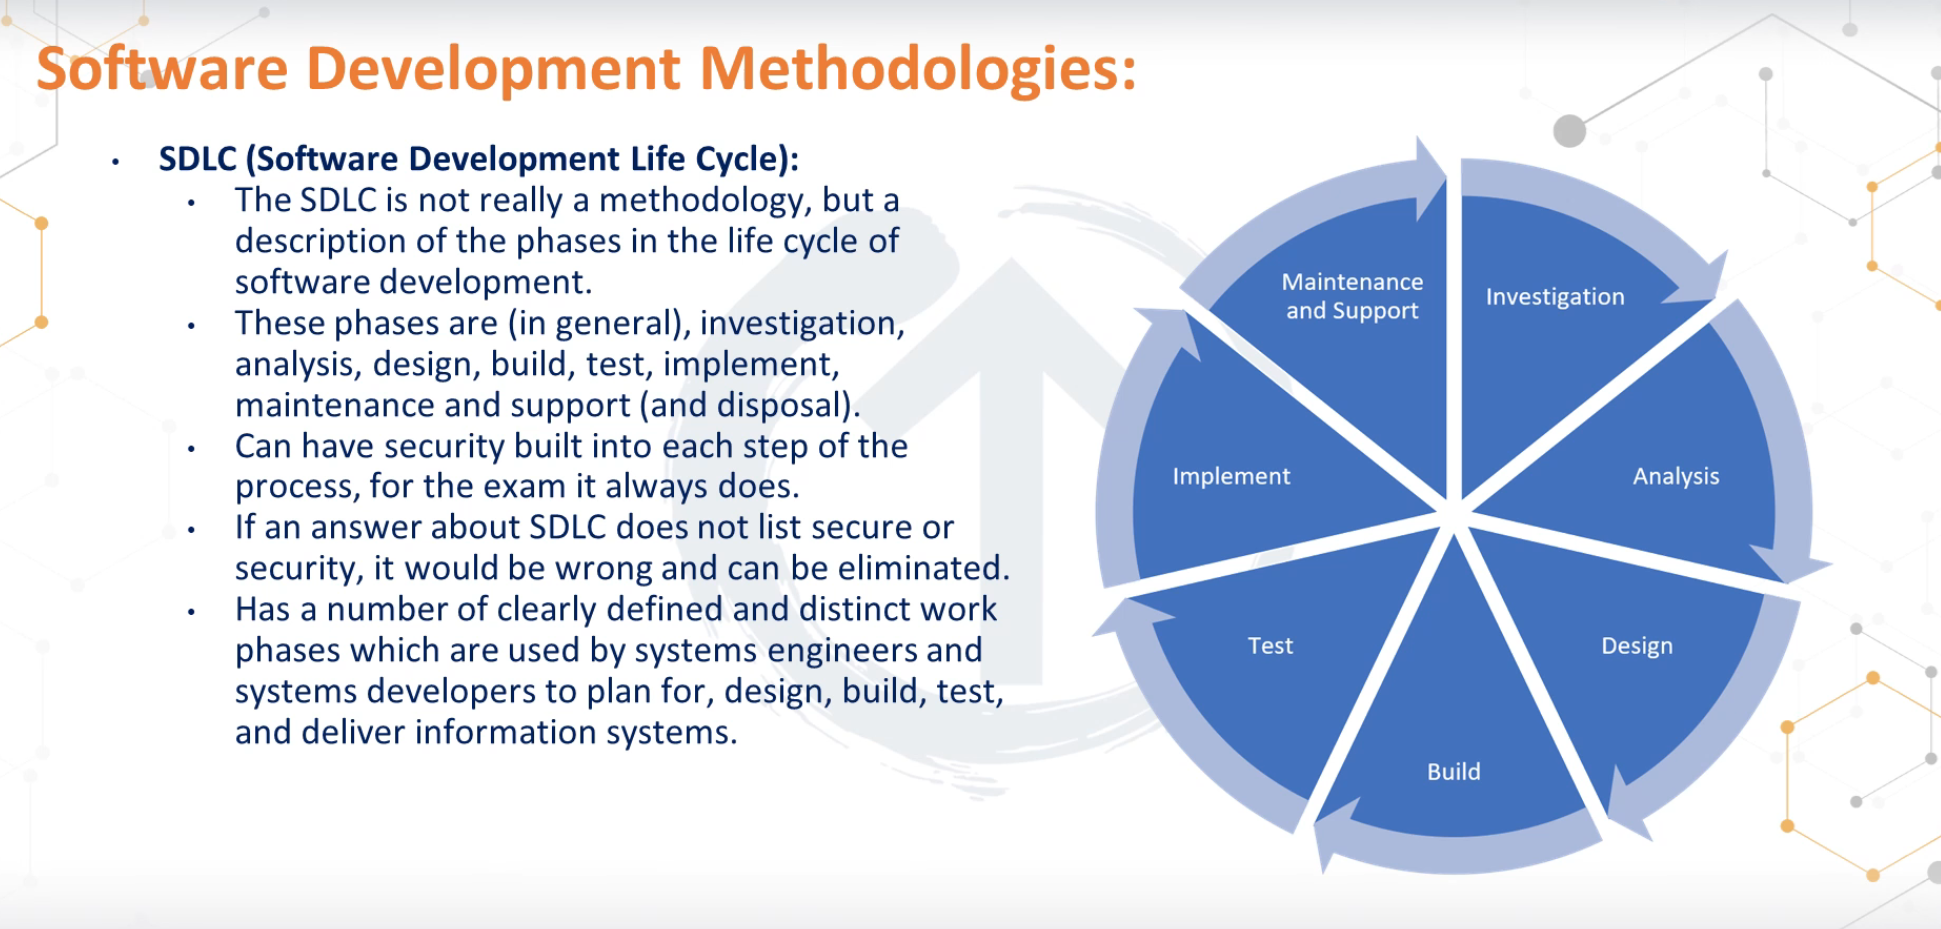 Software Development Methodologies:
• SDLC (Software Development Life Cycle):
• The SDLC is not really a methodology, but a
description of the phases in the life cycle of
software development.
• These phases are (in general), investigation,
analysis, design, build, test, implement,
maintenance and support (and disposal).
• Can have security built into each step of the
process, for the exam it always does.
• If an answer about SDLC does not list secure or
security, it would be wrong and can be eliminated.
• Has a number of clearly defined and distinct work
phases which are used by systems engineers and
systems developers to plan for, design, build, test,
and deliver information systems.
Investigation
Analysis
Design
Build
Test
Implement
Maintenance
and Support